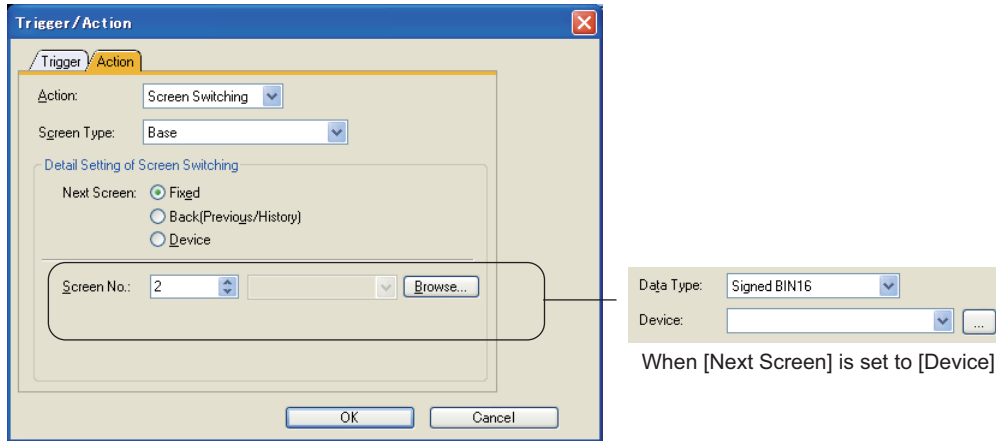 Trigger/Action
Trigger Action
Action: Screen Switching
Screen Type: Base
Detail Setting of Screen Switching
Next Screen: Fixed
Back(Previous/History)
Device
Screen No.: 2 Browse...
OK Cancel
Data Type: Signed BIN16
Device: ...
When [Next Screen] is set to [Device]